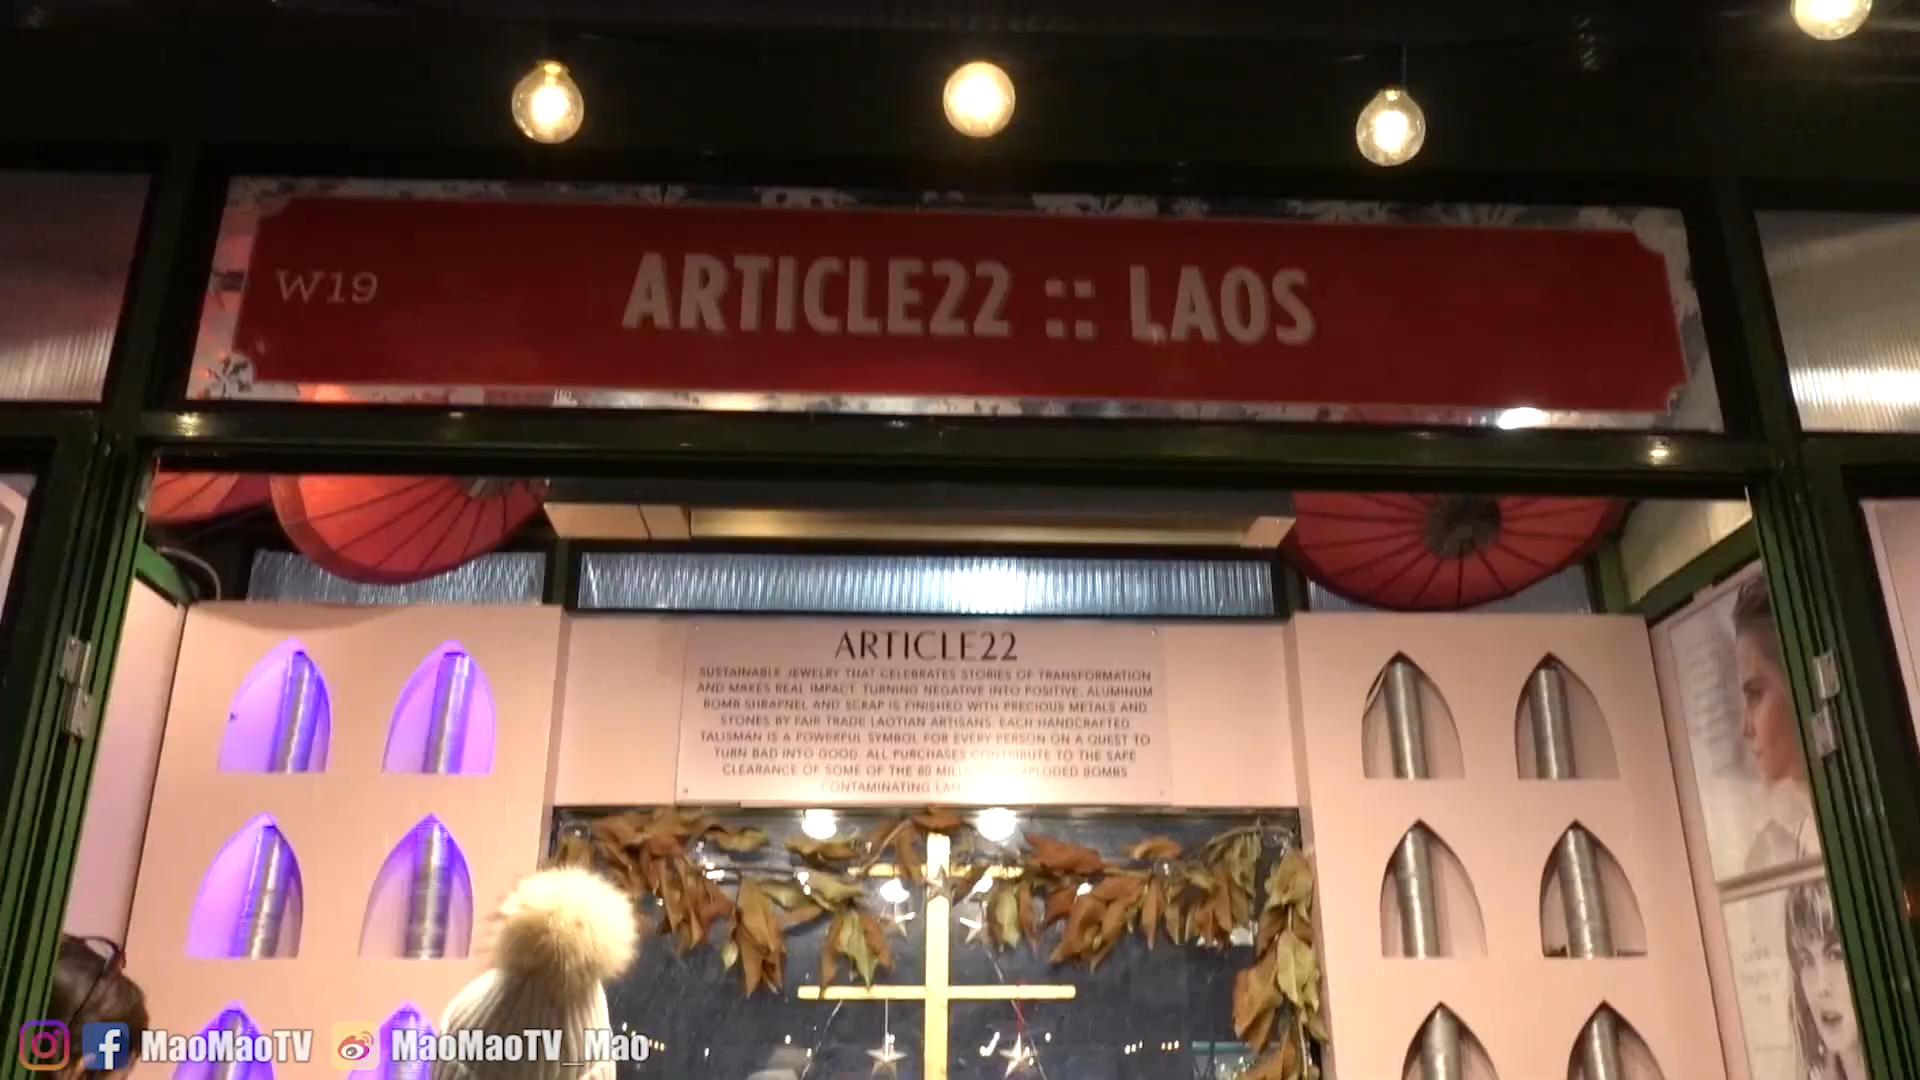 W19 ARTICLE22 :: LAOS
ARTICLE22
SUSTAINABLE JEWELRY THAT CELEBRATES STORIES OF TRANSFORMATION
AND MAKES REAL IMPACT. TURNING NEGATIVE INTO POSITIVE, ALUMINUM
BOMB SHRAPNEL AND SCRAP IS FINISHED WITH PRECIOUS METALS AND
STONES BY FAIR TRADE LAOTIAN ARTISANS. EACH HANDCRAFTED
TALISMAN IS A POWERFUL SYMBOL FOR EVERY PERSON ON A QUEST TO
TURN BAD INTO GOOD. ALL PURCHASES CONTRIBUTE TO THE SAFE
CLEARANCE OF SOME OF THE 80 BOMBS
CONTAMINATING
MaoMaoTV MaoMaoTV_Mao